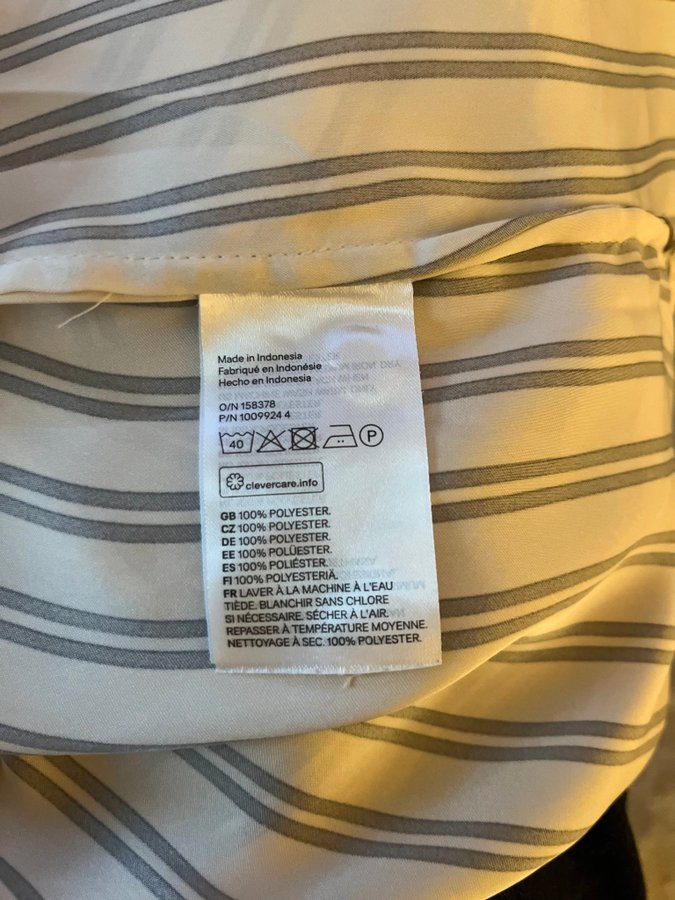 Made in Indonesia
Fabriqué en Indonésie
Hecho en Indonesia
O/N 158378
P/N 1009924 4
40 P
clevercare.info
GB 100% POLYESTER.
CZ 100% POLYESTER.
DE 100% POLYESTER.
EE 100% POLÜESTER.
ES 100% POLIÉSTER.
FI 100% POLYESTERIÄ.
FR LAVER À LA MACHINE À L'EAU
TIÈDE. BLANCHIR SANS CHLORE
SI NÉCESSAIRE. SÉCHER À L'AIR.
REPASSER À TEMPÉRATURE MOYENNE.
NETTOYAGE À SEC. 100% POLYESTER.